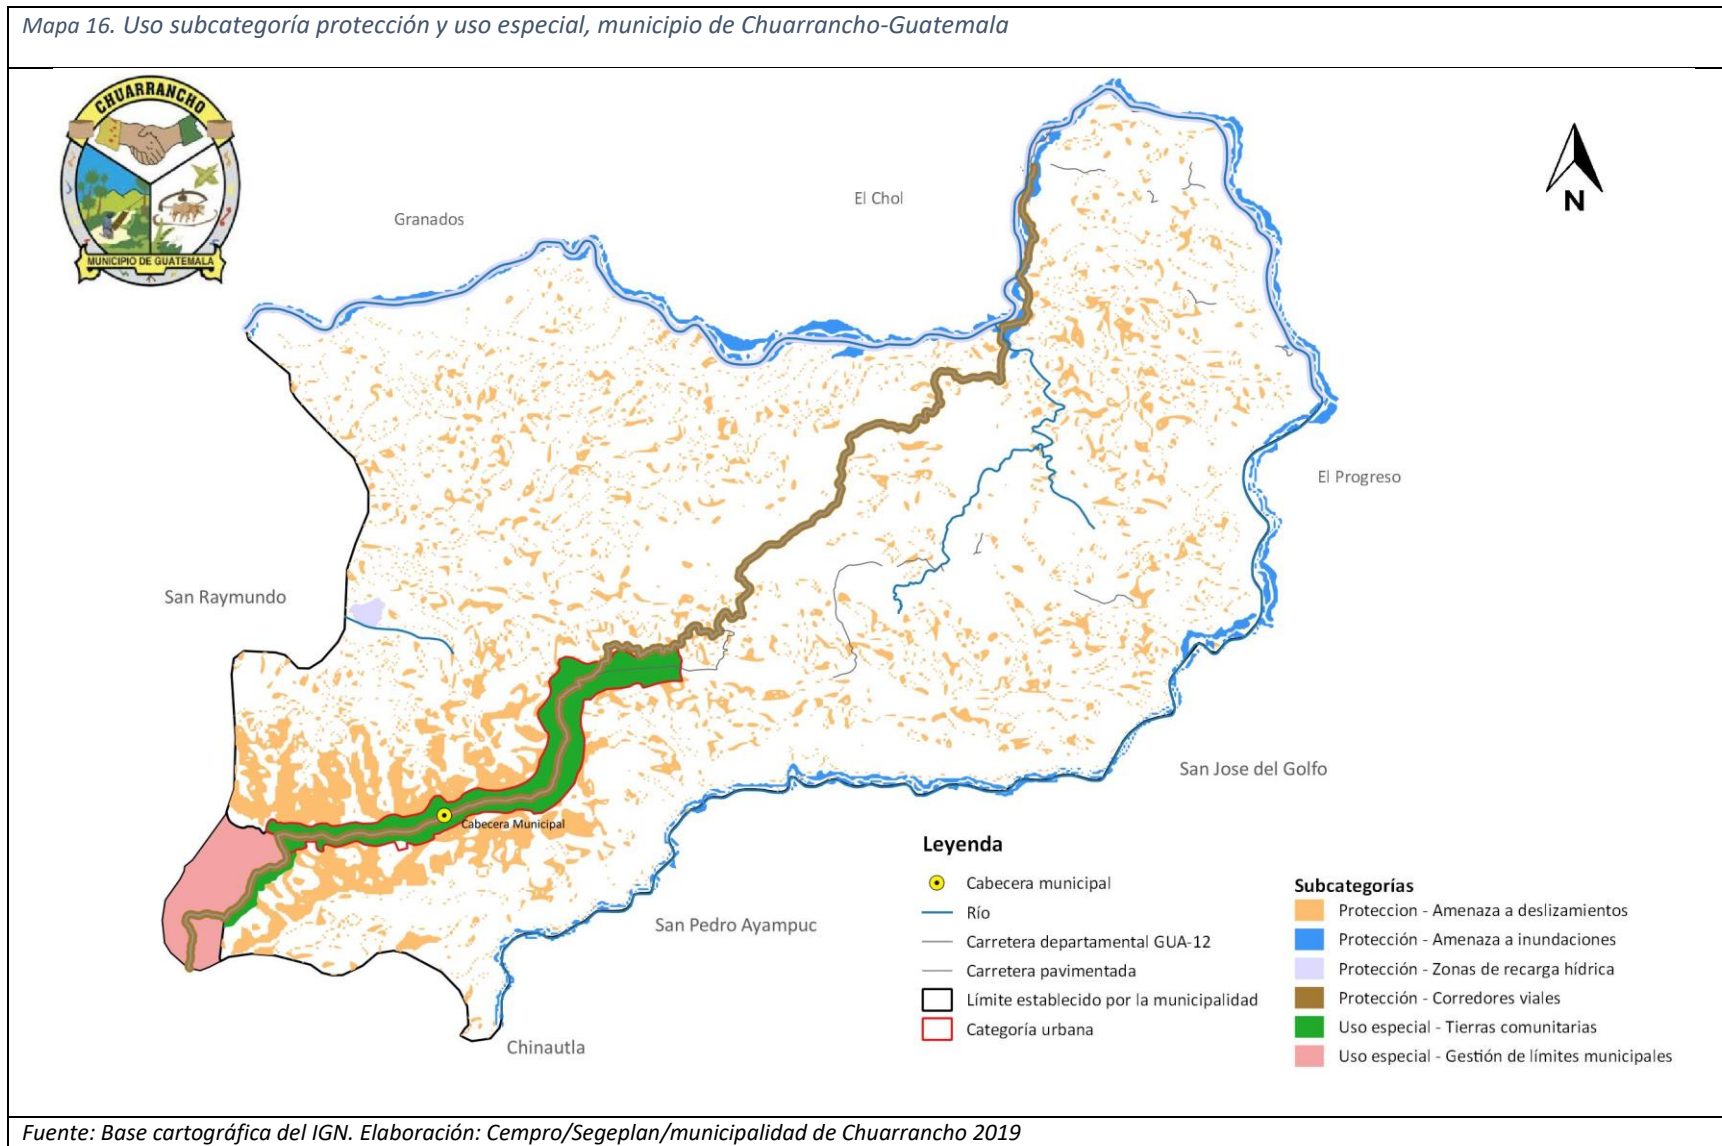 Mapa 16. Uso subcategoría protección y uso especial, municipio de Chuarrancho-Guatemala
CHUARRANCHO
MUNICIPIO DE GUATEMALA
Granados
El Chol
N
El Progreso
San Raymundo
San Jose del Golfo
Cabecera Municipal
San Pedro Ayampuc
Chinautla
Leyenda
Cabecera municipal
Río
Carretera departamental GUA-12
Carretera pavimentada
Límite establecido por la municipalidad
Categoría urbana
Subcategorías
Proteccion - Amenaza a deslizamientos
Protección - Amenaza a inundaciones
Protección - Zonas de recarga hídrica
Protección - Corredores viales
Uso especial - Tierras comunitarias
Uso especial - Gestión de límites municipales
Fuente: Base cartográfica del IGN. Elaboración: Cempro/Segeplan/municipalidad de Chuarrancho 2019